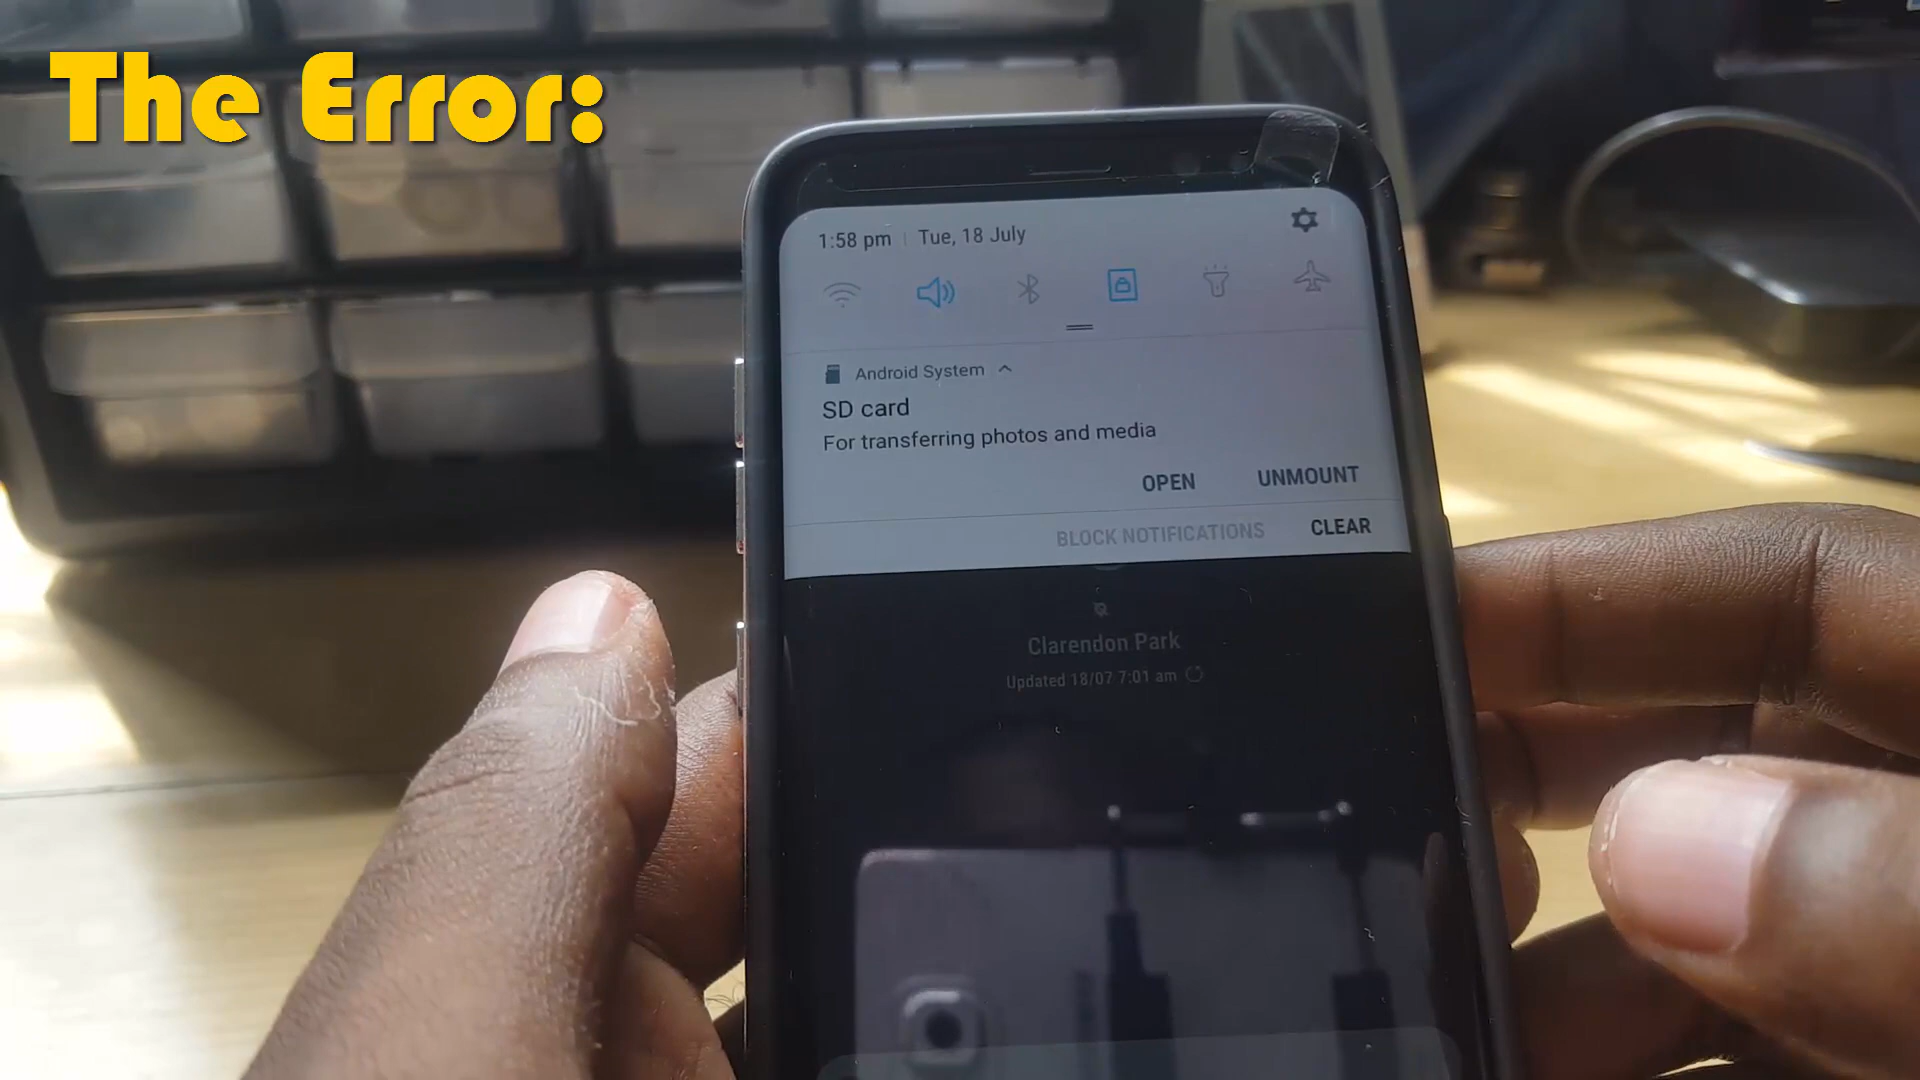 The Error:
1:58 pm | Tue, 18 July
Android System
SD card
For transferring photos and media
OPEN UNMOUNT
BLOCK NOTIFICATIONS CLEAR
Clarendon Park
Updated 18/07 7:01 am